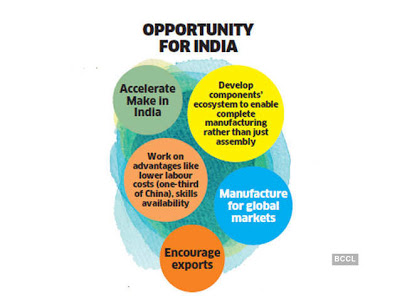 OPPORTUNITY
FOR INDIA
Accelerate
Make in
India
Develop
components'
ecosystem to enable
complete
manufacturing
rather than just
assembly
Work on
advantages like
lower labour
costs (one-third
of China), skills
availability
Manufacture
for global
markets
Encourage
exports
BCCL